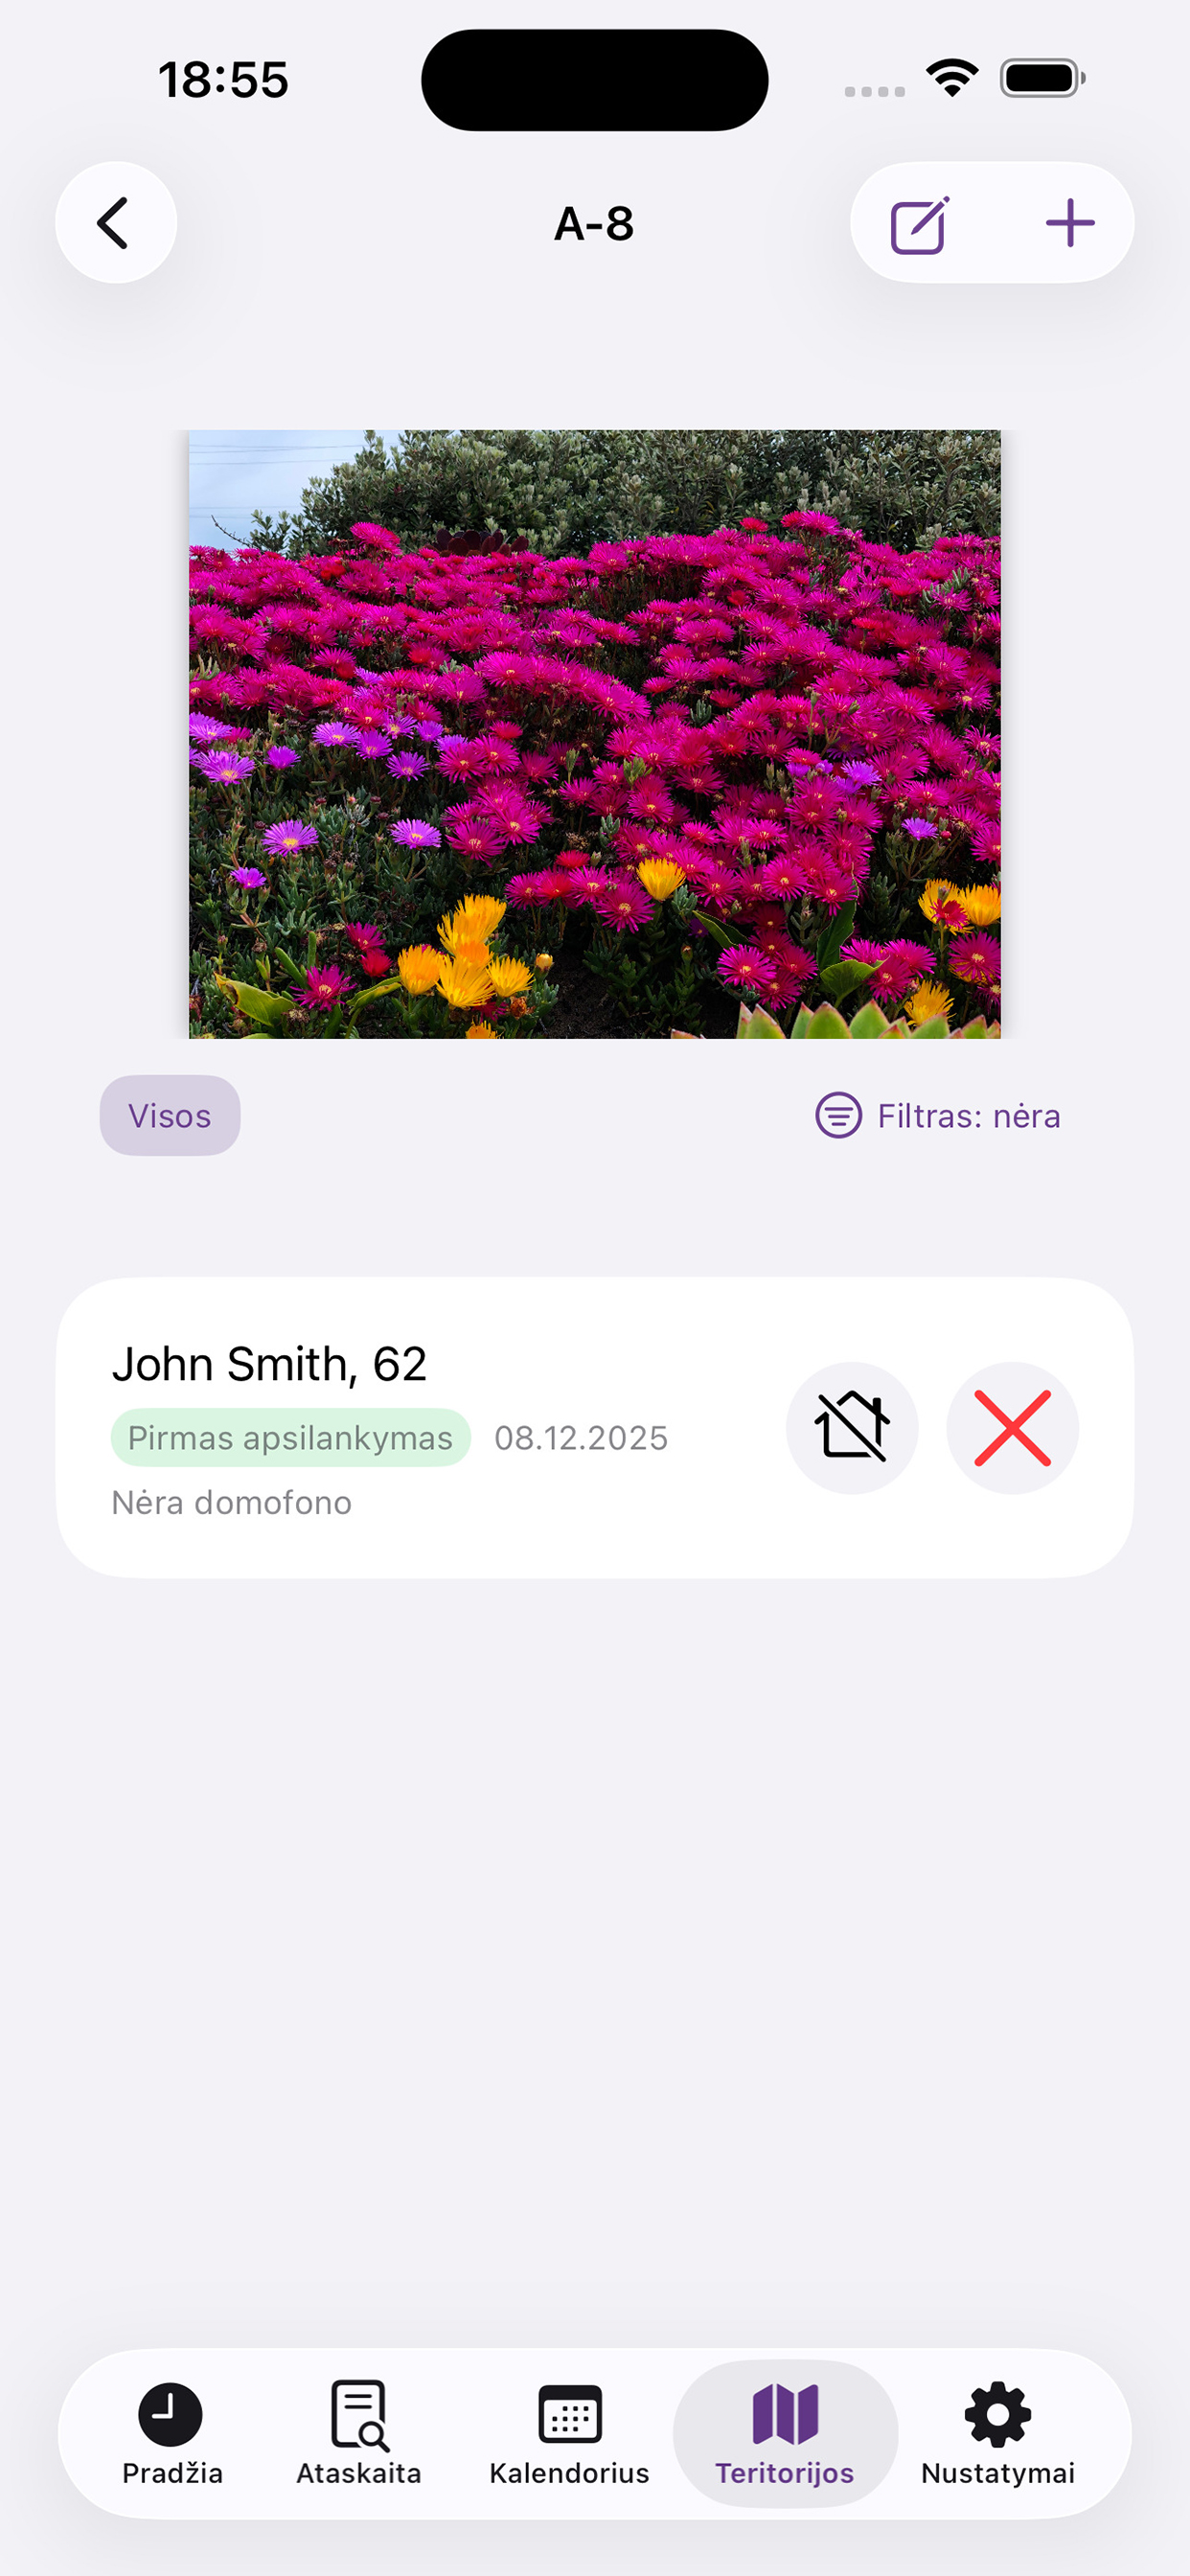 18:55
A-8
Visos
Filtras: nėra
John Smith, 62
Pirmas apsilankymas 08.12.2025
Nėra domofono
Pradžia Ataskaita Kalendorius Teritorijos Nustatymai